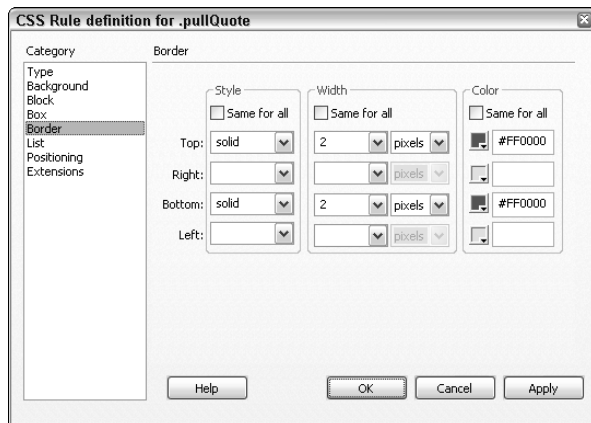 CSS Rule definition for .pullQuote
Category
Border
Type
Background
Block
Box
Border
List
Positioning
Extensions
Style Width Color
Same for all Same for all Same for all
Top: solid 2 pixels #FF0000
Right: pixels
Bottom: solid 2 pixels #FF0000
Left: pixels
Help OK Cancel Apply